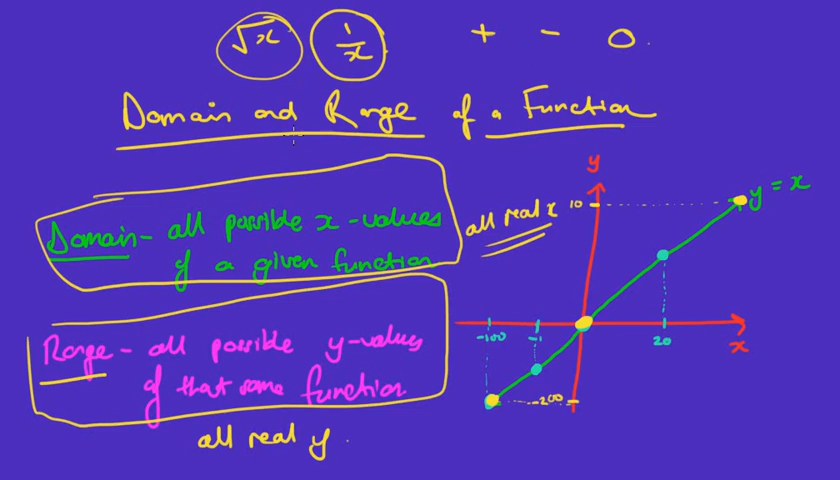 √x 1/x + - 0
Domain and Range of a Function
Domain - all possible x-values
of a given function
all real x
Range - all possible y-values
of that same function
all real y
y
10
y = x
-100 -1 20
x
-200